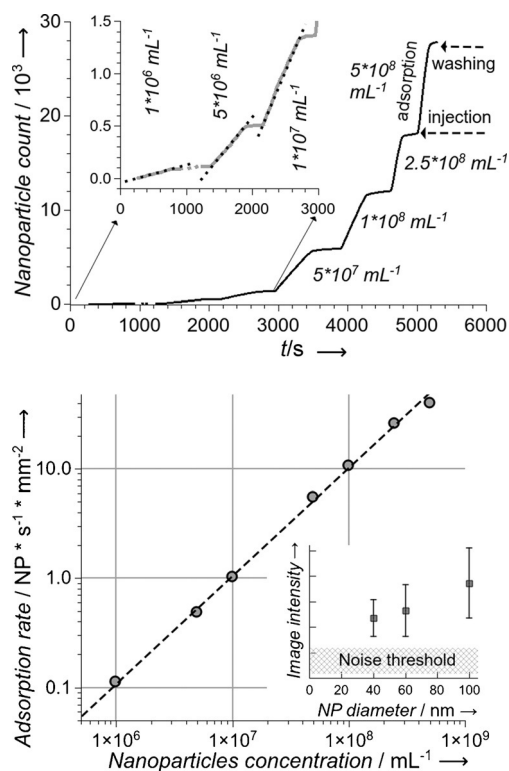 Nanoparticle count / 10³ ⟶
30
24
18
12
6
0
0 1000 2000 3000 4000 5000 6000
t/s ⟶
1.5
1.0
0.5
0.0
0 1000 2000 3000
1*10⁶ mL⁻¹
5*10⁶ mL⁻¹
1*10⁷ mL⁻¹
5*10⁷ mL⁻¹
1*10⁸ mL⁻¹
2.5*10⁸ mL⁻¹
5*10⁸
mL⁻¹
adsorption
washing
injection
Adsorption rate / NP * s⁻¹ * mm⁻² ⟶
10.0
1.0
0.1
1×10⁶ 1×10⁷ 1×10⁸ 1×10⁹
Nanoparticles concentration / mL⁻¹ ⟶
Image intensity →
Noise threshold
0 20 40 60 80 100
NP diameter / nm →